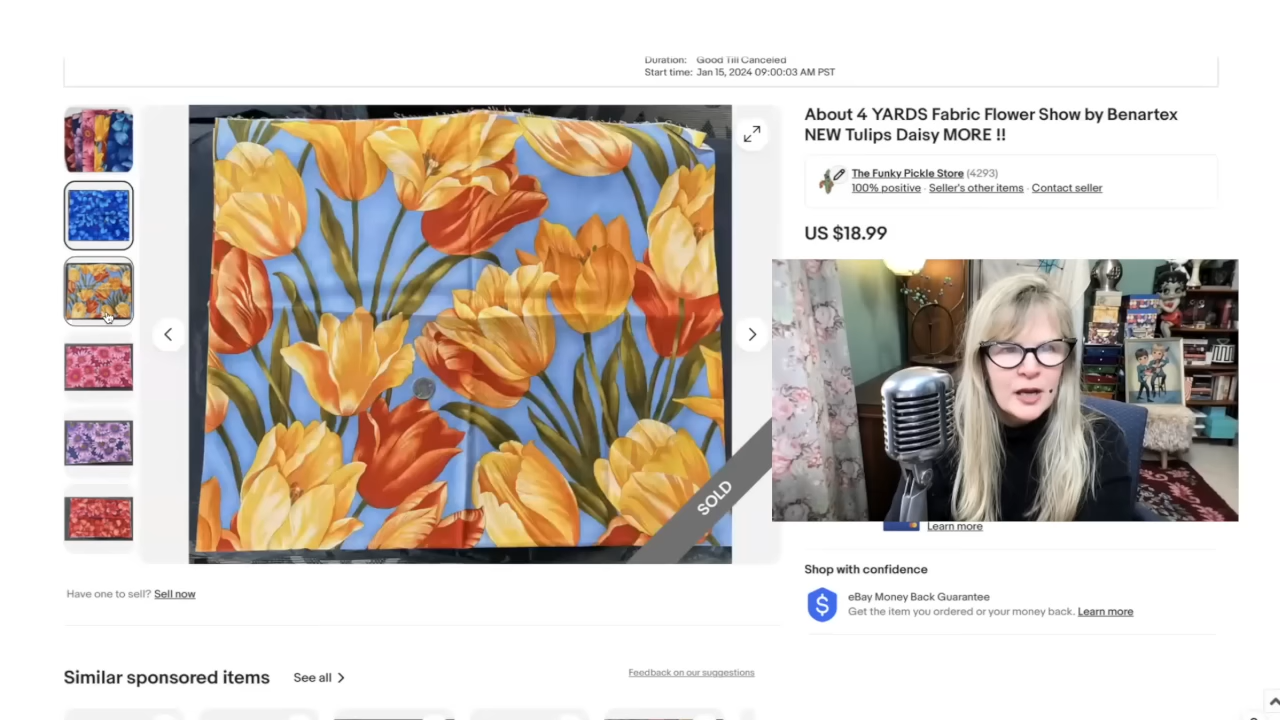 Duration: Good Till Canceled
Start time: Jan 15, 2024 09:00:03 AM PST
About 4 YARDS Fabric Flower Show by Benartex
NEW Tulips Daisy MORE !!
The Funky Pickle Store (4293)
100% positive · Seller's other items · Contact seller
US $18.99
SOLD
Learn more
Shop with confidence
eBay Money Back Guarantee
Get the item you ordered or your money back. Learn more
Have one to sell? Sell now
Similar sponsored items See all
Feedback on our suggestions